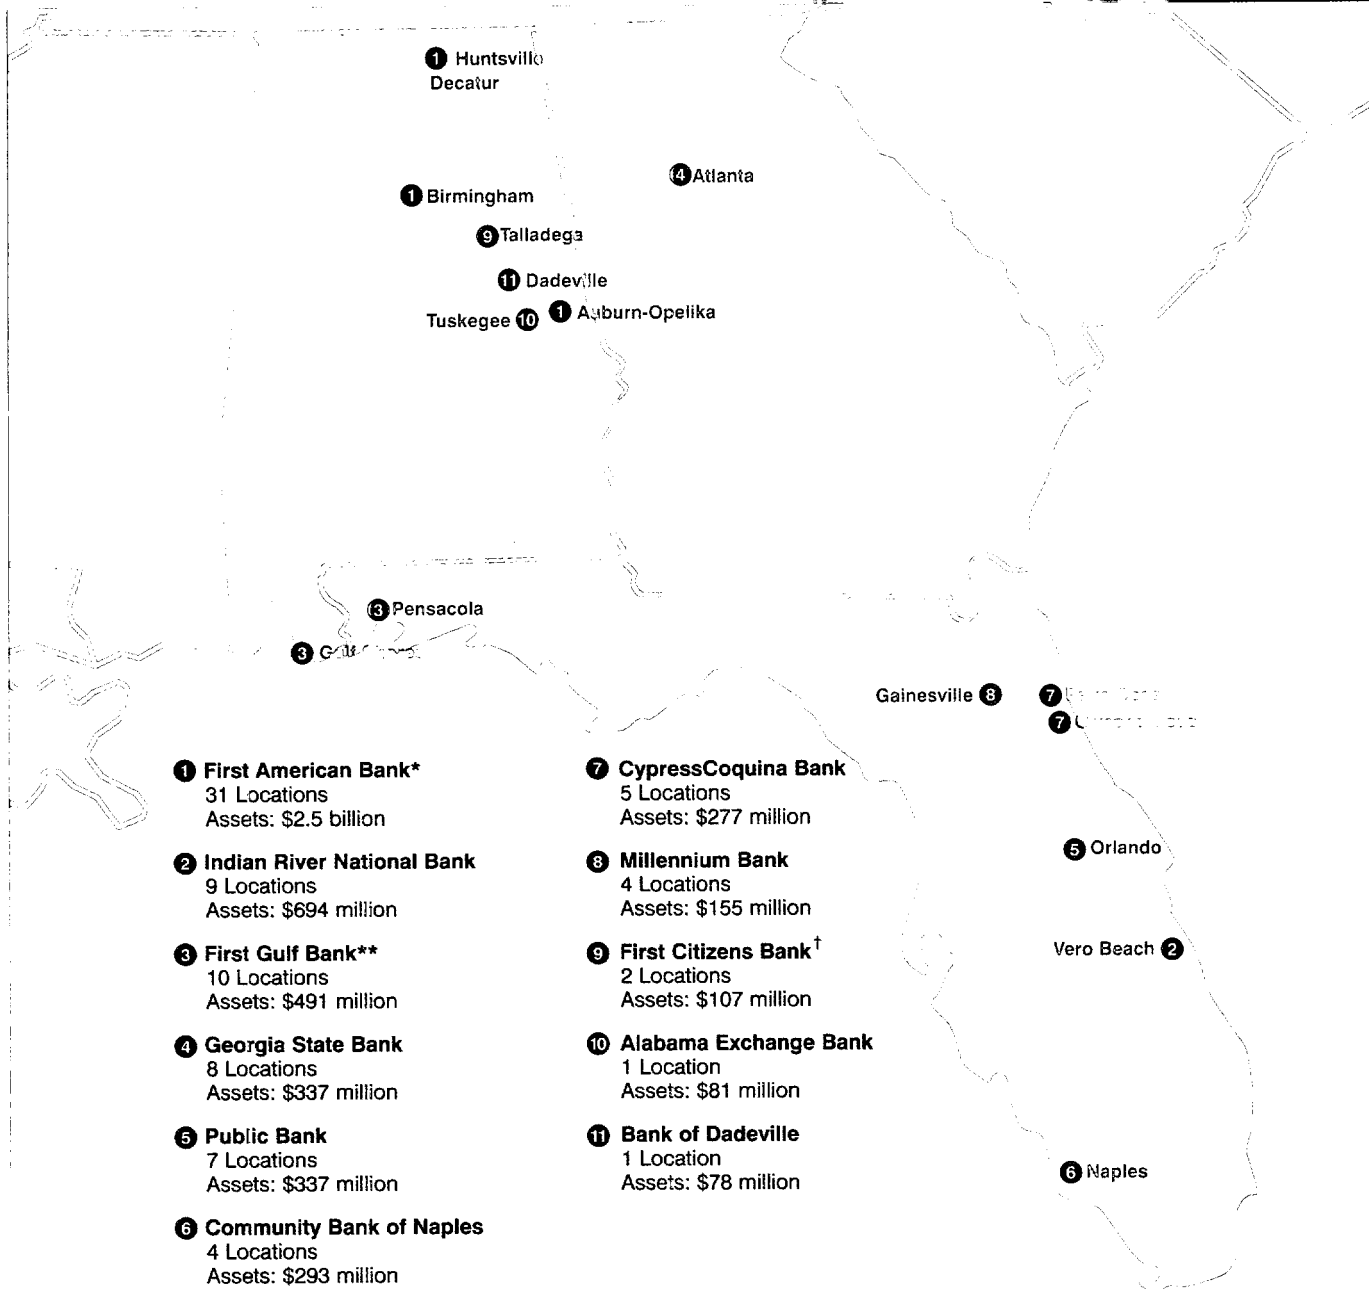 1 Huntsville
Decatur
4 Atlanta
1 Birmingham
9 Talladega
11 Dadeville
Tuskegee 10
1 Auburn-Opelika
3 Pensacola
3 Gulf
Gainesville 8
7
7
1 First American Bank*
31 Locations
Assets: $2.5 billion
2 Indian River National Bank
9 Locations
Assets: $694 million
3 First Gulf Bank**
10 Locations
Assets: $491 million
4 Georgia State Bank
8 Locations
Assets: $337 million
5 Public Bank
7 Locations
Assets: $337 million
6 Community Bank of Naples
4 Locations
Assets: $293 million
7 CypressCoquina Bank
5 Locations
Assets: $277 million
8 Millennium Bank
4 Locations
Assets: $155 million
9 First Citizens Bank†
2 Locations
Assets: $107 million
10 Alabama Exchange Bank
1 Location
Assets: $81 million
11 Bank of Dadeville
1 Location
Assets: $78 million
5 Orlando
Vero Beach 2
6 Naples